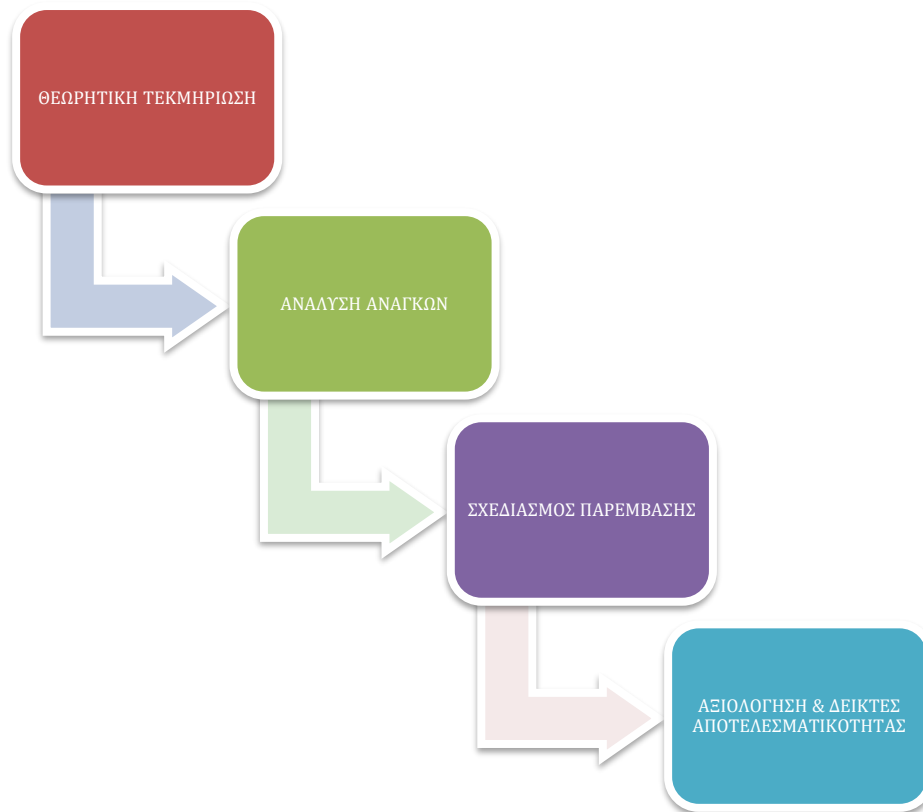 ΘΕΩΡΗΤΙΚΗ ΤΕΚΜΗΡΙΩΣΗ
ΑΝΑΛΥΣΗ ΑΝΑΓΚΩΝ
ΣΧΕΔΙΑΣΜΟΣ ΠΑΡΕΜΒΑΣΗΣ
ΑΞΙΟΛΟΓΗΣΗ & ΔΕΙΚΤΕΣ
ΑΠΟΤΕΛΕΣΜΑΤΙΚΟΤΗΤΑΣ